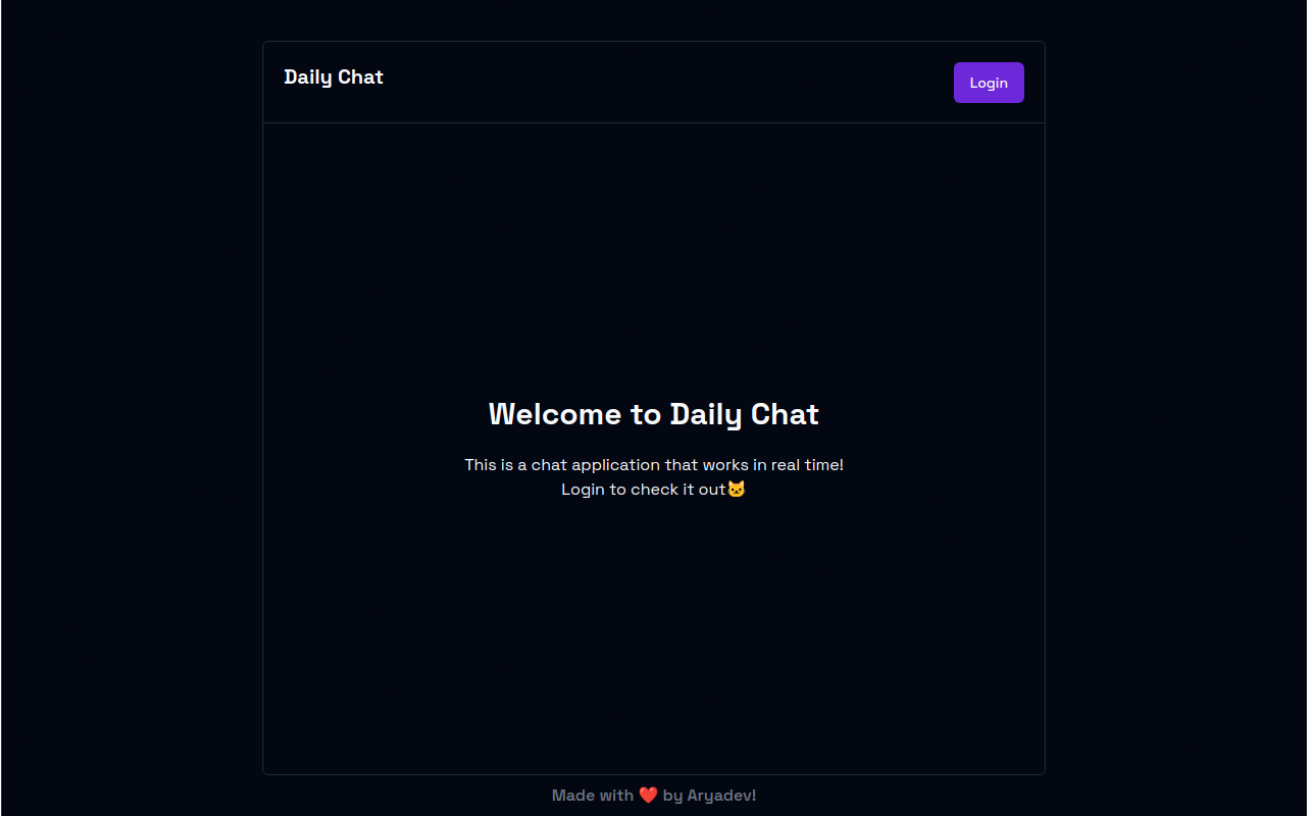 Daily Chat
Login
Welcome to Daily Chat
This is a chat application that works in real time!
Login to check it out🐱
Made with ❤️ by Aryadev!